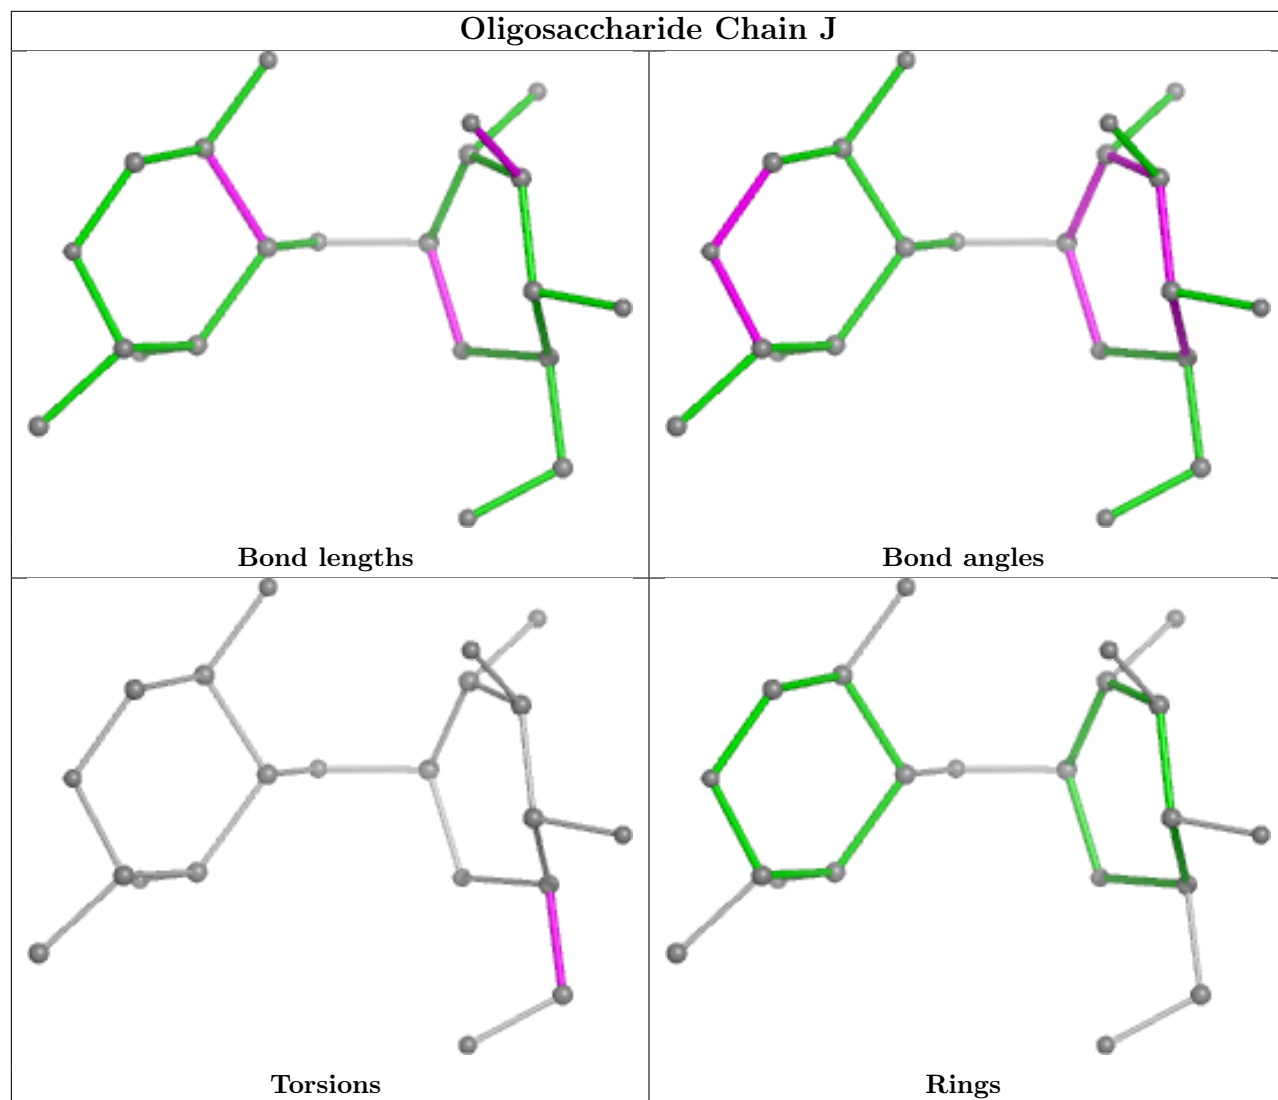 Oligosaccharide Chain J
Bond lengths
Bond angles
Torsions
Rings